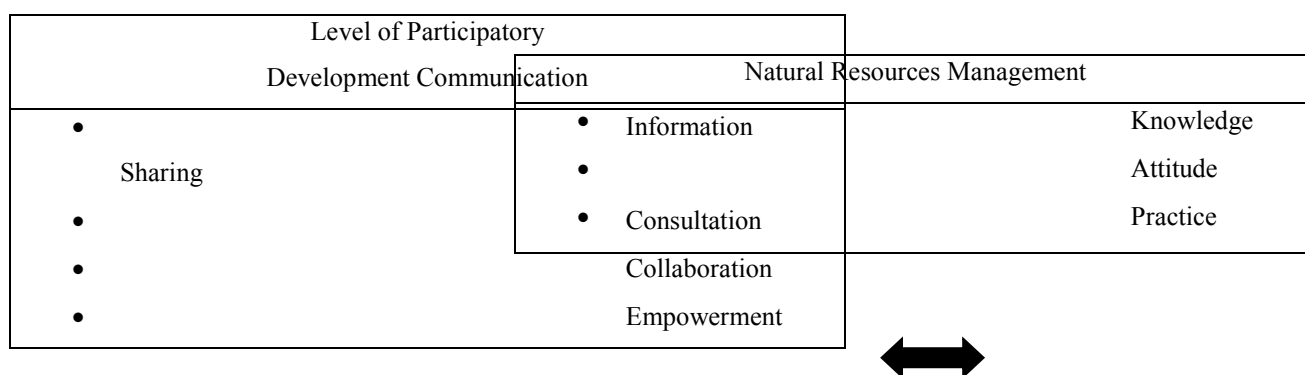 Level of Participatory
Development Communication
• Information
Sharing
• Consultation
• Collaboration
• Empowerment
Natural Resources Management
• Knowledge
• Attitude
• Practice